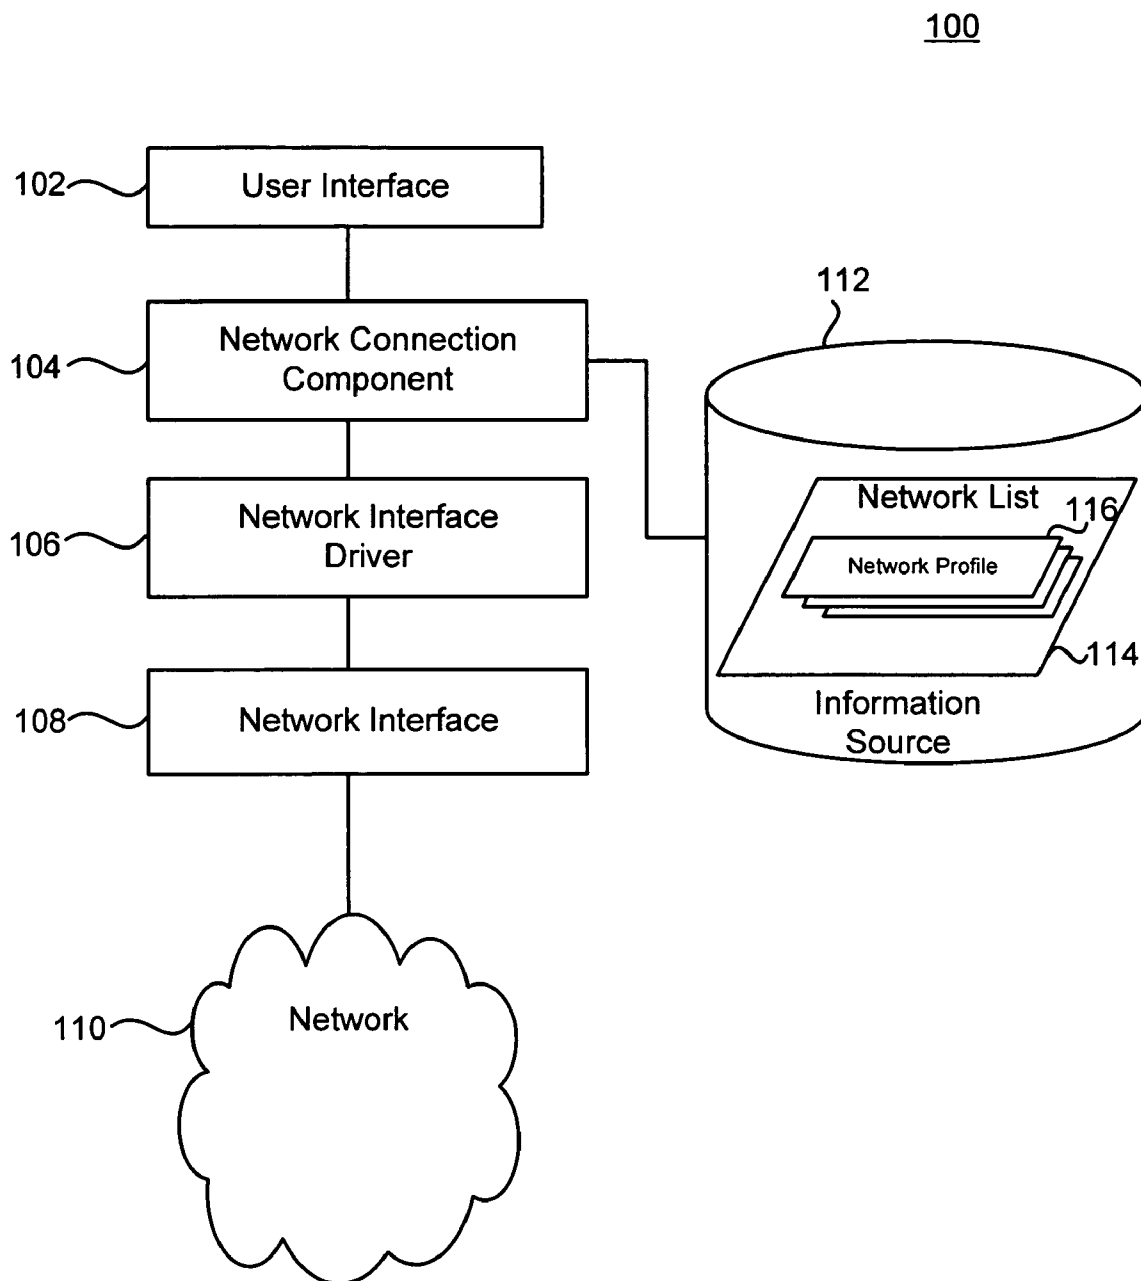 100
102
User Interface
104
Network Connection
Component
112
106
Network Interface
Driver
Network List
116
Network Profile
114
108
Network Interface
Information
Source
110
Network